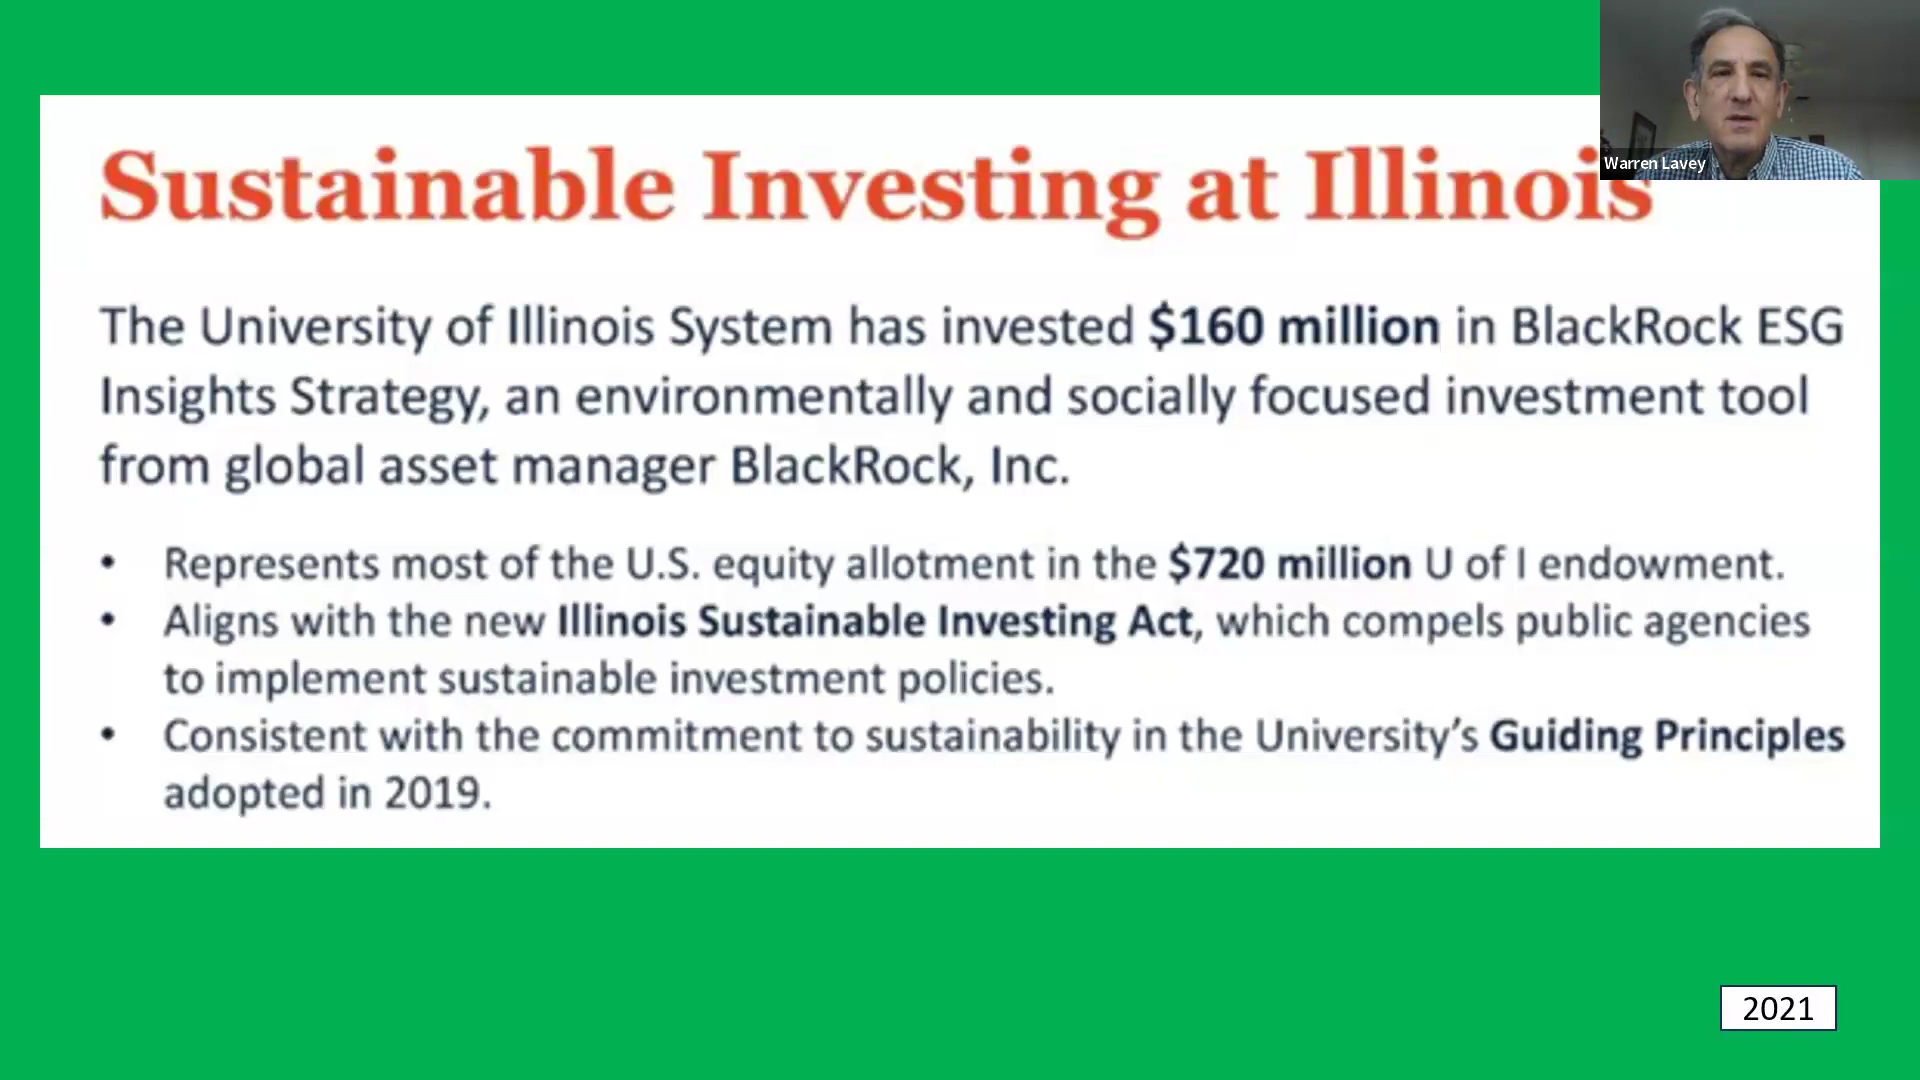 Warren Lavey
Sustainable Investing at Illinois
The University of Illinois System has invested $160 million in BlackRock ESG
Insights Strategy, an environmentally and socially focused investment tool
from global asset manager BlackRock, Inc.
• Represents most of the U.S. equity allotment in the $720 million U of I endowment.
• Aligns with the new Illinois Sustainable Investing Act, which compels public agencies
to implement sustainable investment policies.
• Consistent with the commitment to sustainability in the University’s Guiding Principles
adopted in 2019.
2021